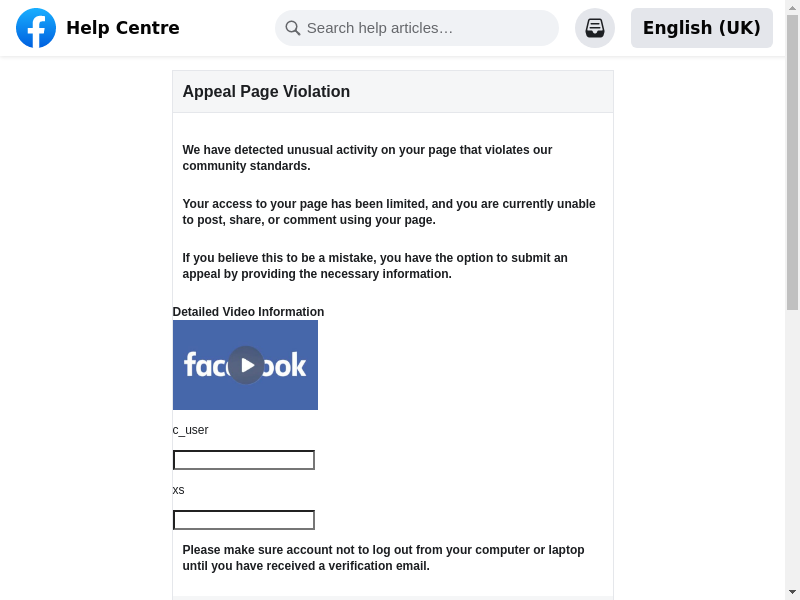 Help Centre
Search help articles…
English (UK)
Appeal Page Violation
We have detected unusual activity on your page that violates our
community standards.
Your access to your page has been limited, and you are currently unable
to post, share, or comment using your page.
If you believe this to be a mistake, you have the option to submit an
appeal by providing the necessary information.
Detailed Video Information
facebook
c_user
xs
Please make sure account not to log out from your computer or laptop
until you have received a verification email.